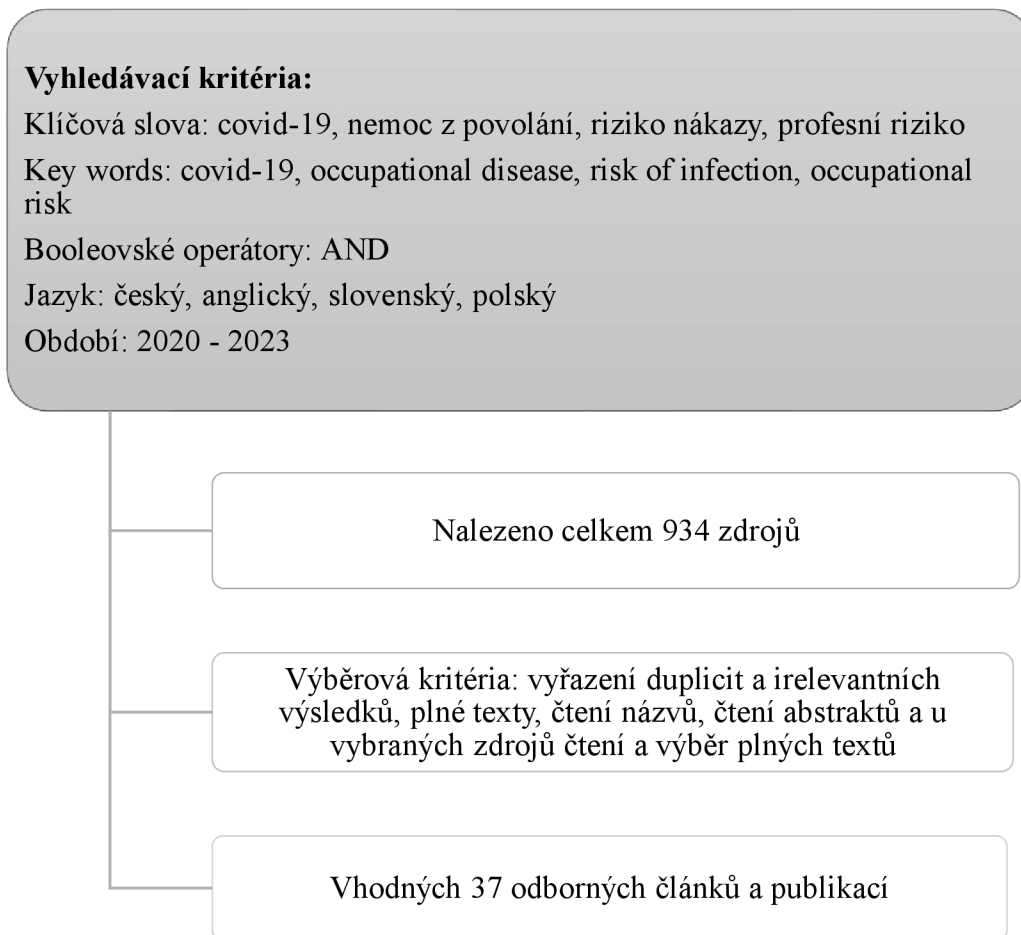 Vyhledávací kritéria:
Klíčová slova: covid-19, nemoc z povolání, riziko nákazy, profesní riziko
Key words: covid-19, occupational disease, risk of infection, occupational
risk
Booleovské operátory: AND
Jazyk: český, anglický, slovenský, polský
Období: 2020 - 2023
Nalezeno celkem 934 zdrojů
Výběrová kritéria: vyřazení duplicit a irelevantních
výsledků, plné texty, čtení názvů, čtení abstraktů a u
vybraných zdrojů čtení a výběr plných textů
Vhodných 37 odborných článků a publikací